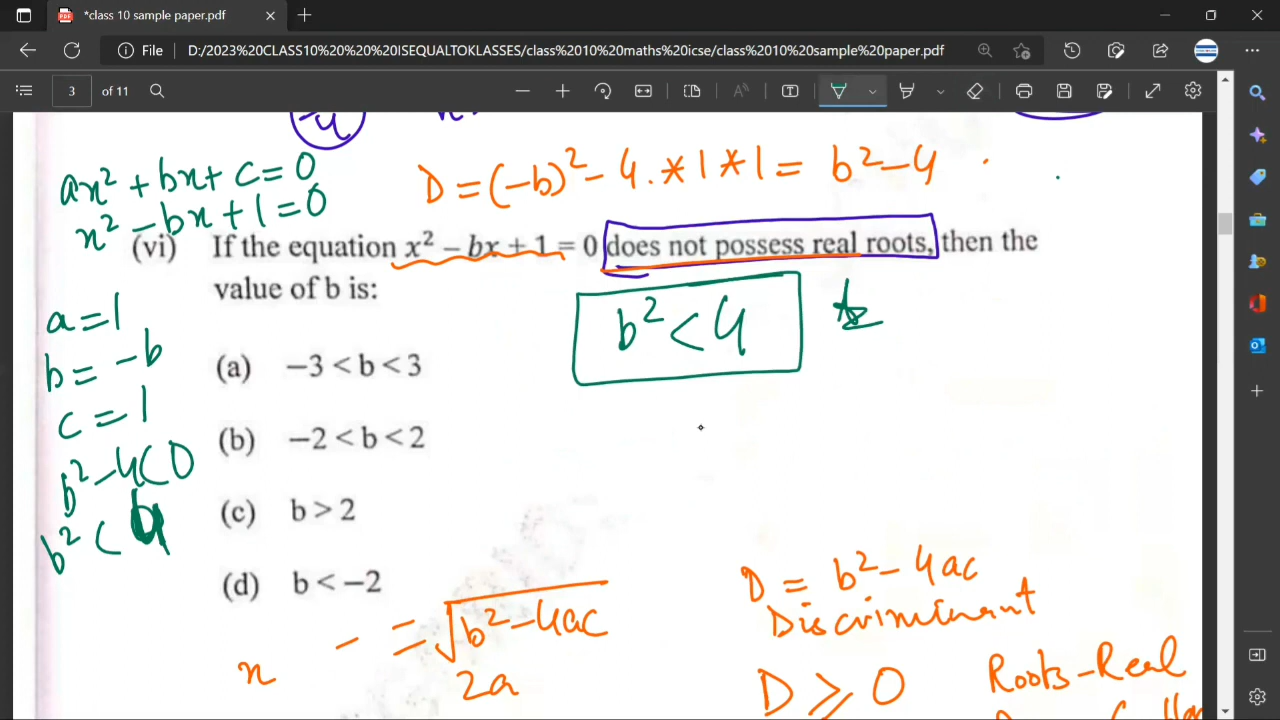 *class 10 sample paper.pdf
File D:/2023%20CLASS10%20%20%20ISEQUALTOKLASSES/class%2010%20maths%20icse/class%2010%20sample%20paper.pdf
3 of 11
-4
ax² + bx + c = 0
x² - bx + 1 = 0
D = (-b)² - 4. * 1 * 1 = b² - 4
(vi) If the equation x² – bx + 1 = 0 does not possess real roots, then the
value of b is:
b² < 4
a = 1
b = -b
c = 1
b² - 4 < 0
b² < 4
(a) −3 < b < 3
(b) −2 < b < 2
(c) b > 2
(d) b < −2
x - = √b² - 4ac
2a
D = b² - 4ac
Discriminant
D ≥ 0 Roots - Real